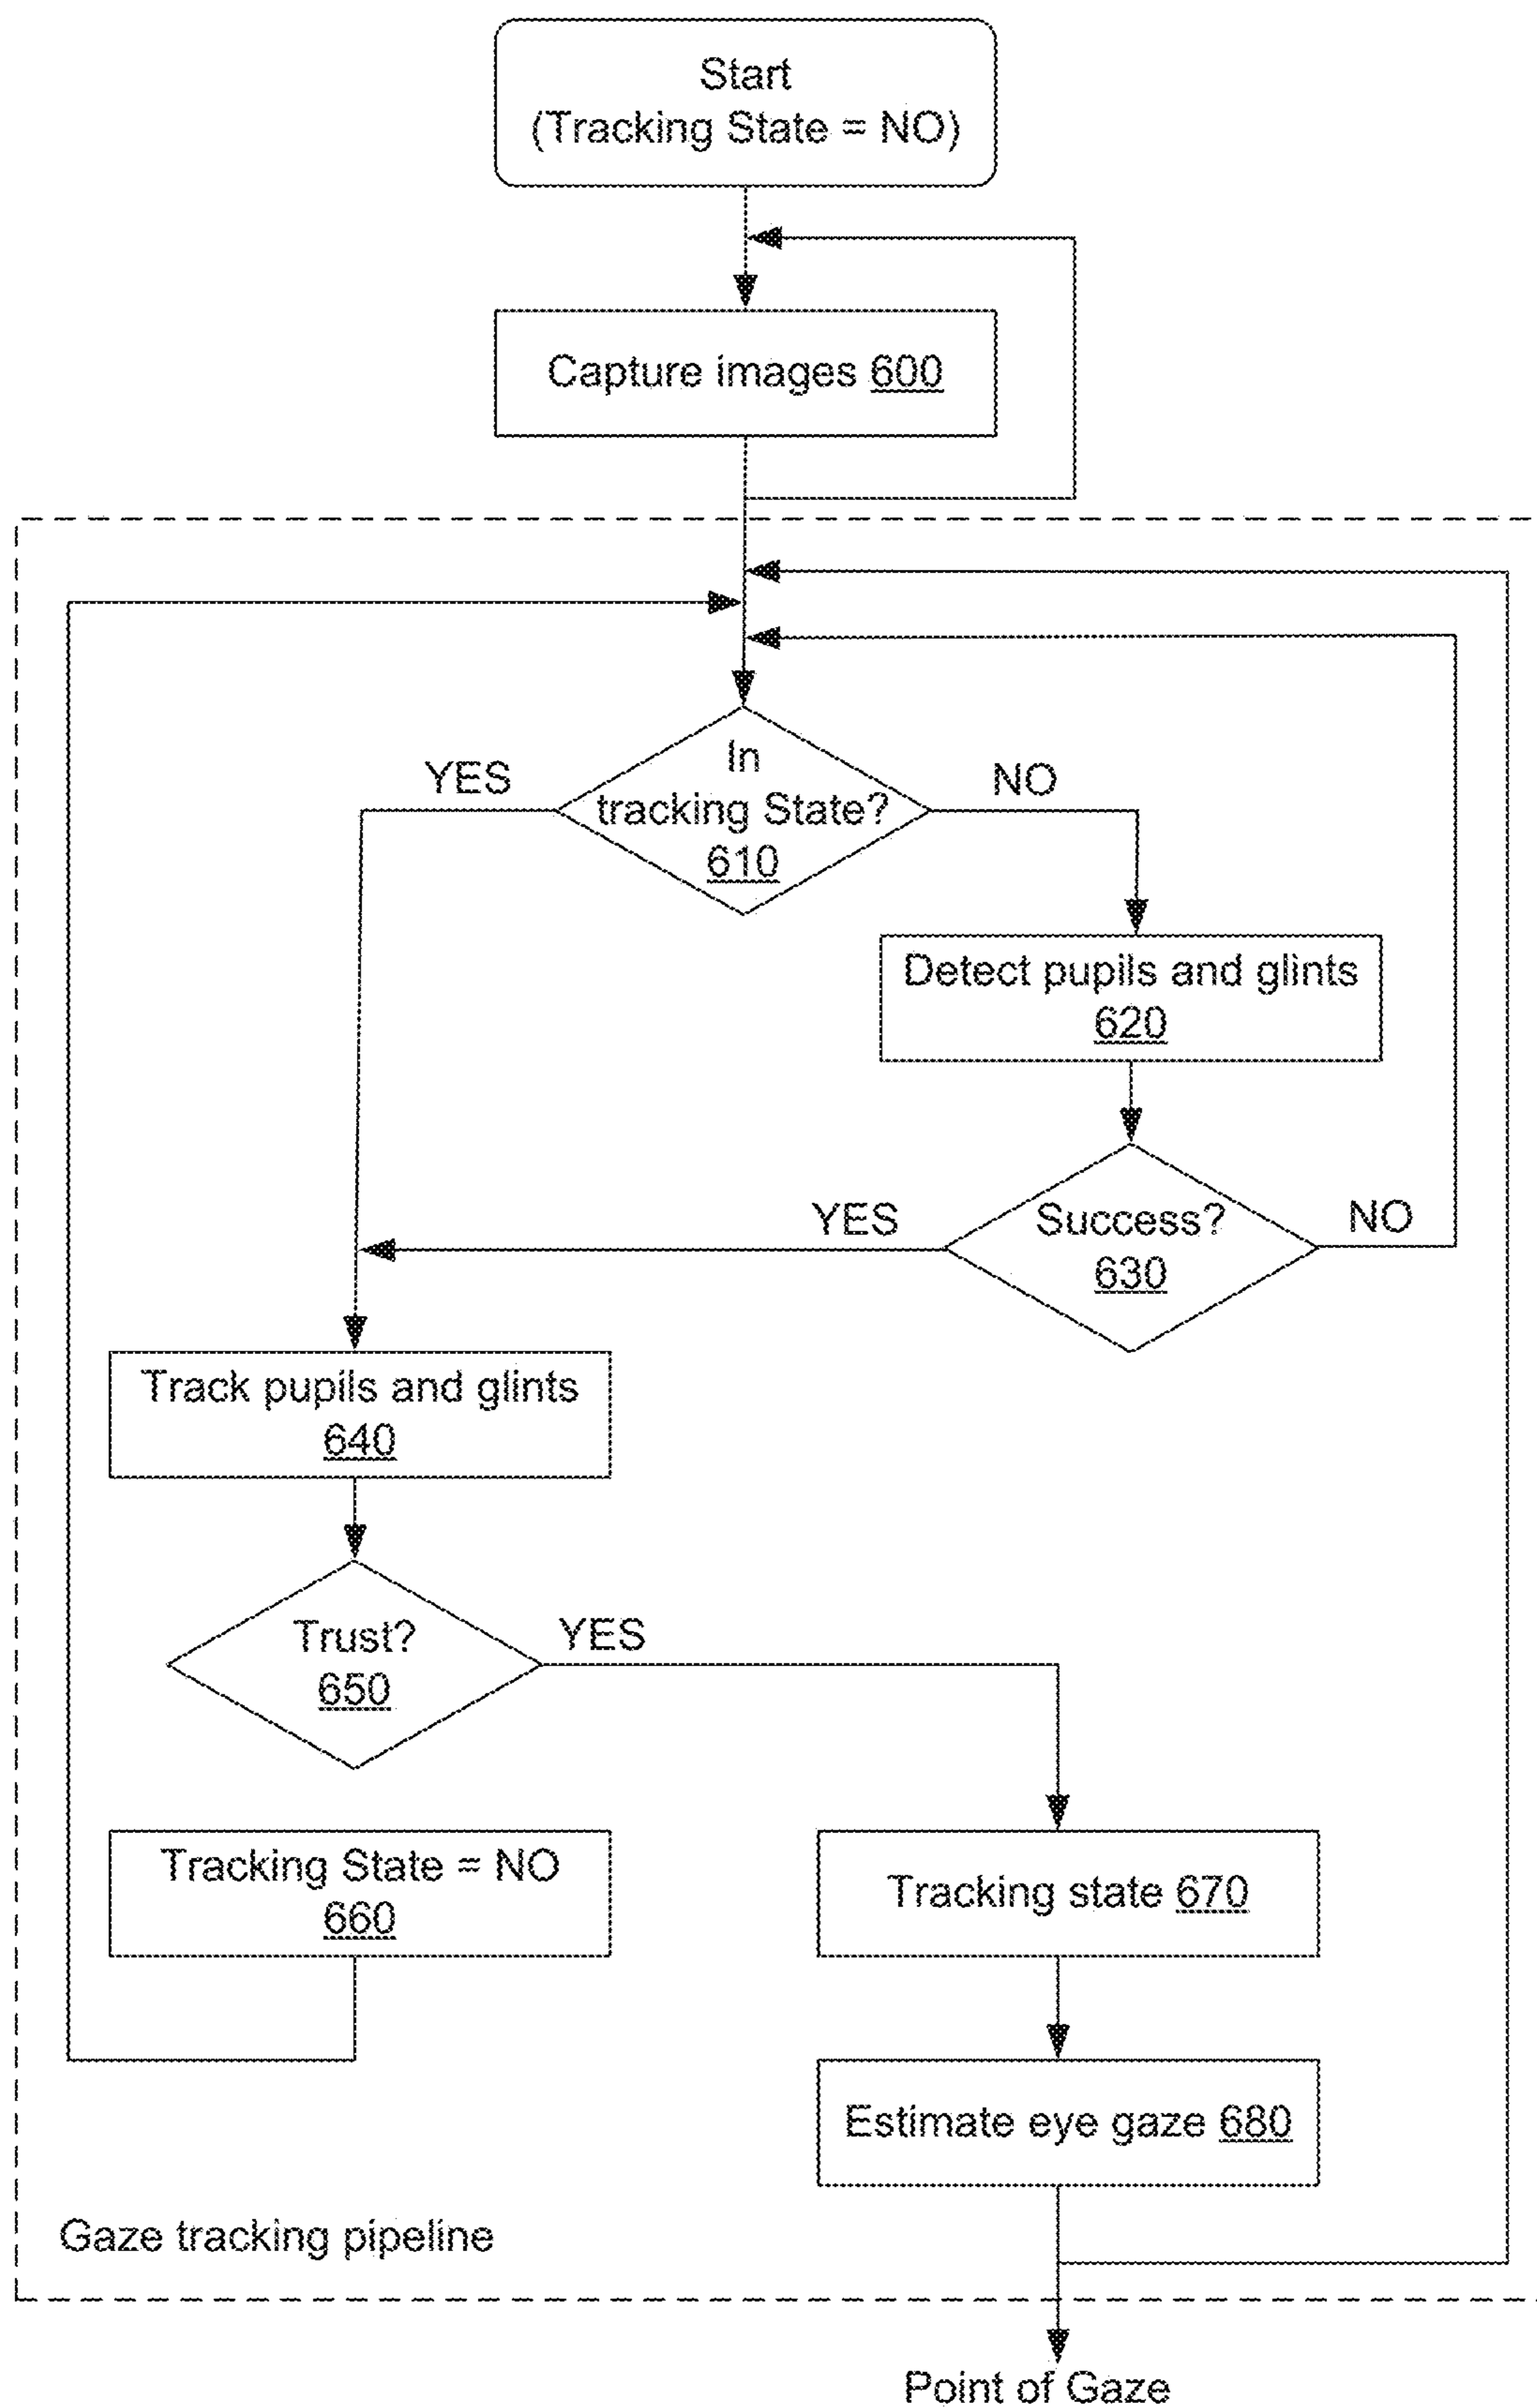 Start
(Tracking State = NO)
Capture images 600
In
tracking State?
610
YES
NO
Detect pupils and glints
620
Success?
630
YES
NO
Track pupils and glints
640
Trust?
650
YES
Tracking State = NO
660
Tracking state 670
Estimate eye gaze 680
Gaze tracking pipeline
Point of Gaze